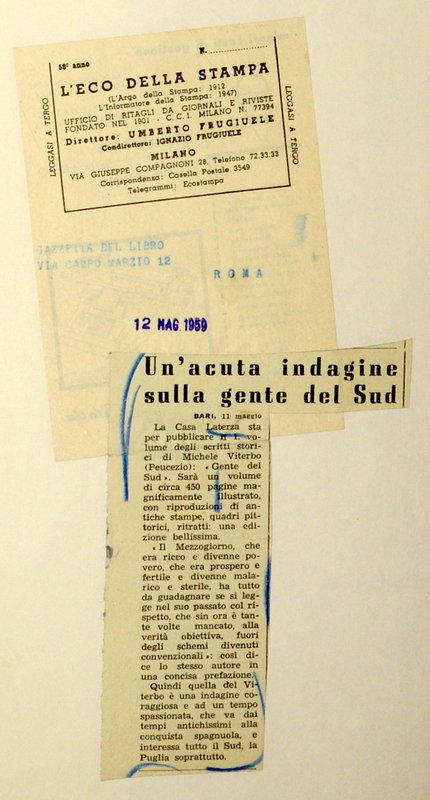 58° anno
N. ..............
L'ECO DELLA STAMPA
(L'Argo della Stampa: 1912
L'Informatore della Stampa: 1947)
UFFICIO DI RITAGLI DA GIORNALI E RIVISTE
FONDATO NEL 1901 - C.C.I. MILANO N. 77394
Direttore: UMBERTO FRUGIUELE
Condirettore: IGNAZIO FRUGIUELE
MILANO
VIA GIUSEPPE COMPAGNONI 28, Telefono 72.33.33
Corrispondenza: Casella Postale 3549
Telegrammi: Ecostampa
LEGGASI A TERGO
LEGGASI A TERGO
GAZZETTA DEL LIBRO
VIA CAMPO MARZIO 12
ROMA
12 MAG. 1959
Un'acuta indagine
sulla gente del Sud
BARI, 11 maggio
La Casa Laterza sta
per pubblicare il I. vo-
lume degli scritti stori-
ci di Michele Viterbo
(Peucezio): «Gente del
Sud». Sarà un volume
di circa 450 pagine ma-
gnificamente illustrato,
con riproduzioni di an-
tiche stampe, quadri pit-
torici, ritratti: una edi-
zione bellissima.
«Il Mezzogiorno, che
era ricco e divenne po-
vero, che era prospero e
fertile e divenne mala-
rico e sterile, ha tutto
da guadagnare se si leg-
ge nel suo passato col ri-
spetto, che sin ora è tan-
te volte mancato, alla
verità obiettiva, fuori
degli schemi divenuti
convenzionali»: così di-
ce lo stesso autore in
una concisa prefazione.
Quindi quella del Vi-
terbo è una indagine co-
raggiosa e ad un tempo
spassionata, che va dai
tempi antichissimi alla
conquista spagnuola, e
interessa tutto il Sud, la
Puglia soprattutto.